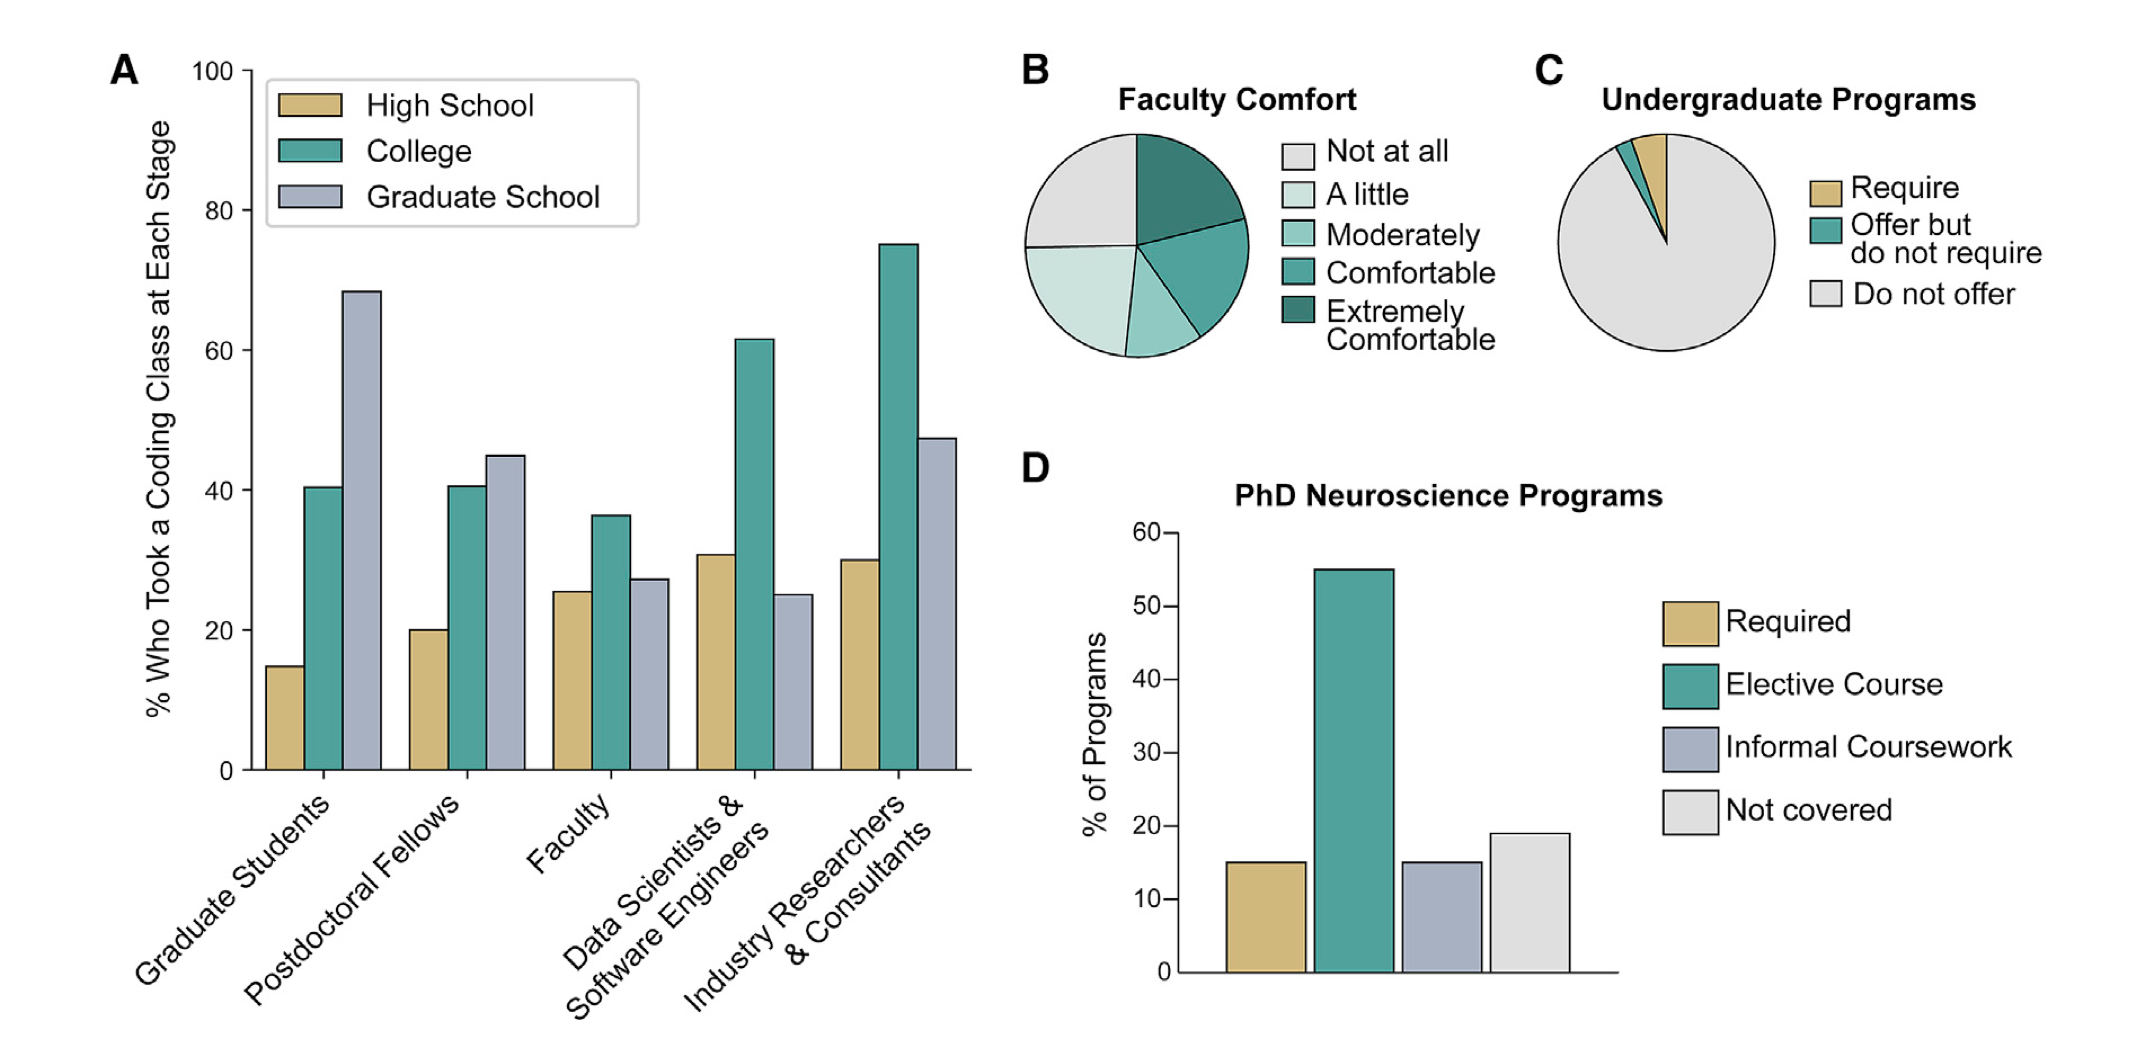 A
% Who Took a Coding Class at Each Stage
100
80
60
40
20
0
High School
College
Graduate School
Graduate Students
Postdoctoral Fellows
Faculty
Data Scientists &
Software Engineers
Industry Researchers
& Consultants
B
Faculty Comfort
Not at all
A little
Moderately
Comfortable
Extremely
Comfortable
C
Undergraduate Programs
Require
Offer but
do not require
Do not offer
D
PhD Neuroscience Programs
% of Programs
60
50
40
30
20
10
0
Required
Elective Course
Informal Coursework
Not covered